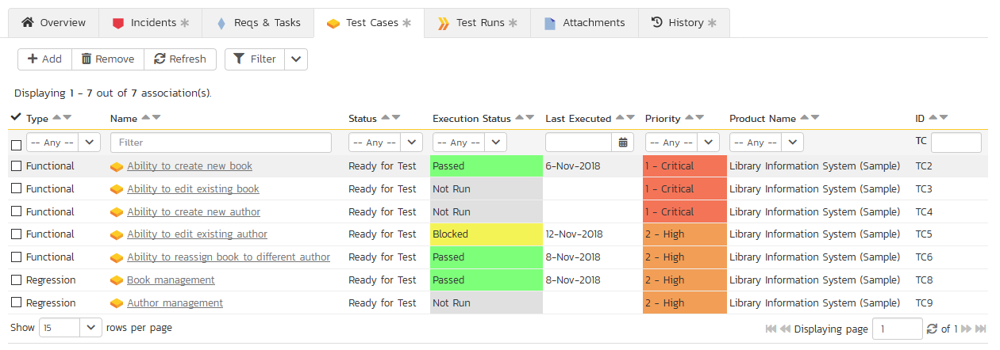 Overview Incidents Reqs & Tasks Test Cases Test Runs Attachments History
Add Remove Refresh Filter
Displaying 1 - 7 out of 7 association(s).
Type Name Status Execution Status Last Executed Priority Product Name ID
-- Any -- Filter -- Any -- -- Any -- -- Any -- -- Any -- TC
Functional Ability to create new book Ready for Test Passed 6-Nov-2018 1 - Critical Library Information System (Sample) TC2
Functional Ability to edit existing book Ready for Test Not Run 1 - Critical Library Information System (Sample) TC3
Functional Ability to create new author Ready for Test Not Run 1 - Critical Library Information System (Sample) TC4
Functional Ability to edit existing author Ready for Test Blocked 12-Nov-2018 2 - High Library Information System (Sample) TC5
Functional Ability to reassign book to different author Ready for Test Passed 8-Nov-2018 2 - High Library Information System (Sample) TC6
Regression Book management Ready for Test Passed 8-Nov-2018 2 - High Library Information System (Sample) TC8
Regression Author management Ready for Test Not Run 2 - High Library Information System (Sample) TC9
Show 15 rows per page Displaying page 1 of 1